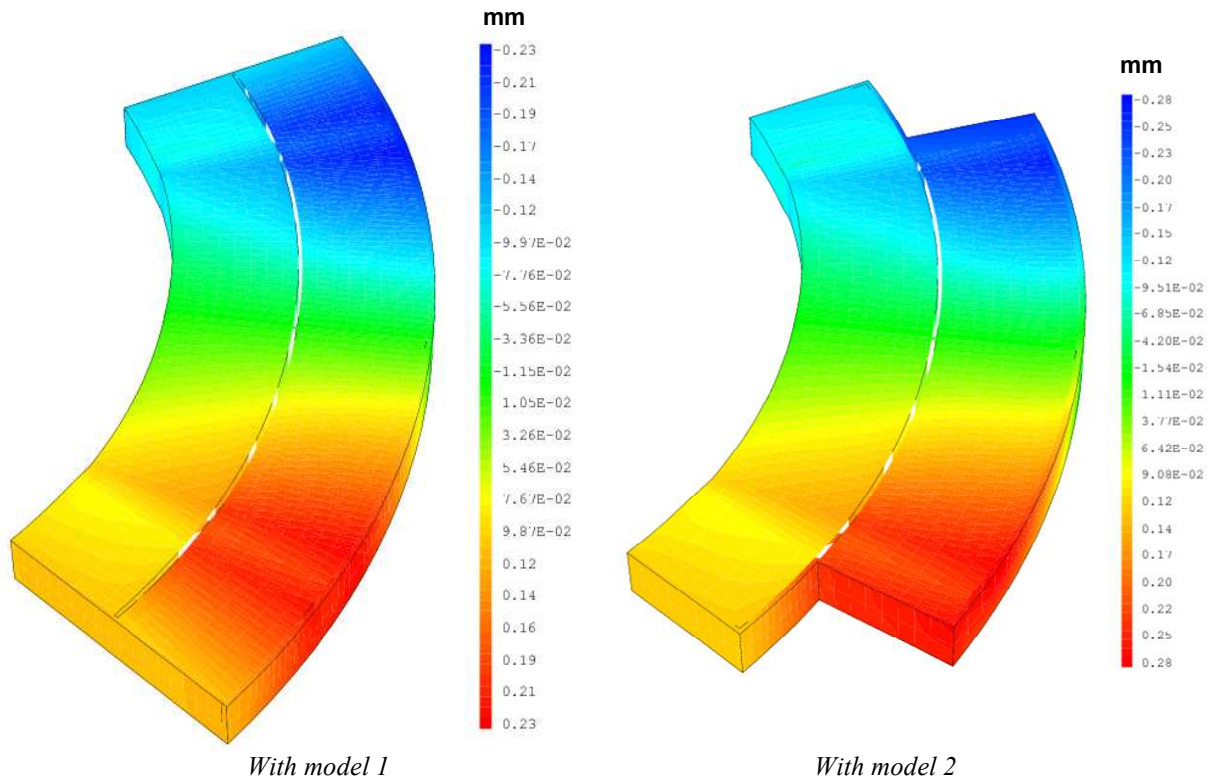 mm
-0.23
-0.21
-0.19
-0.17
-0.14
-0.12
-9.97E-02
-7.76E-02
-5.56E-02
-3.36E-02
-1.15E-02
1.05E-02
3.26E-02
5.46E-02
7.67E-02
9.87E-02
0.12
0.14
0.16
0.19
0.21
0.23
With model 1
mm
-0.28
-0.25
-0.23
-0.20
-0.17
-0.15
-0.12
-9.51E-02
-6.85E-02
-4.20E-02
-1.54E-02
1.11E-02
3.77E-02
6.42E-02
9.08E-02
0.12
0.14
0.17
0.20
0.22
0.25
0.28
With model 2